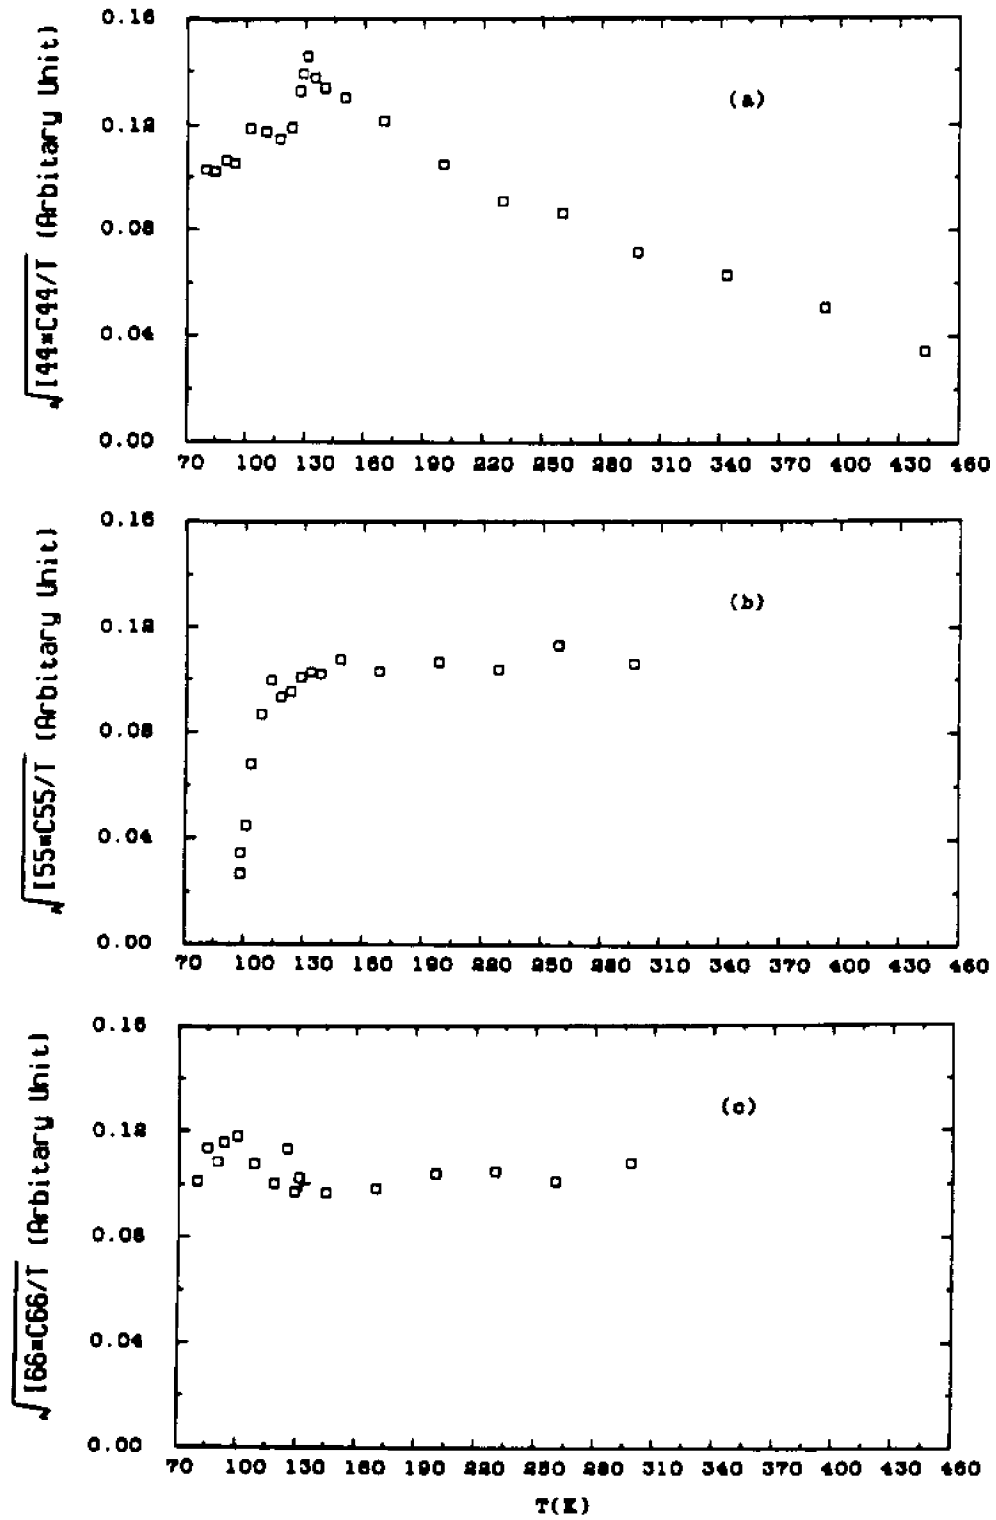 √I44*C44/T (Arbitary Unit)
0.16
0.12
0.08
0.04
0.00
(a)
70 100 130 160 190 220 250 280 310 340 370 400 430 460
√I55*C55/T (Arbitary Unit)
0.16
0.12
0.08
0.04
0.00
(b)
70 100 130 160 190 220 250 280 310 340 370 400 430 460
√I66*C66/T (Arbitary Unit)
0.16
0.12
0.08
0.04
0.00
(c)
70 100 130 160 190 220 250 280 310 340 370 400 430 460
T(K)